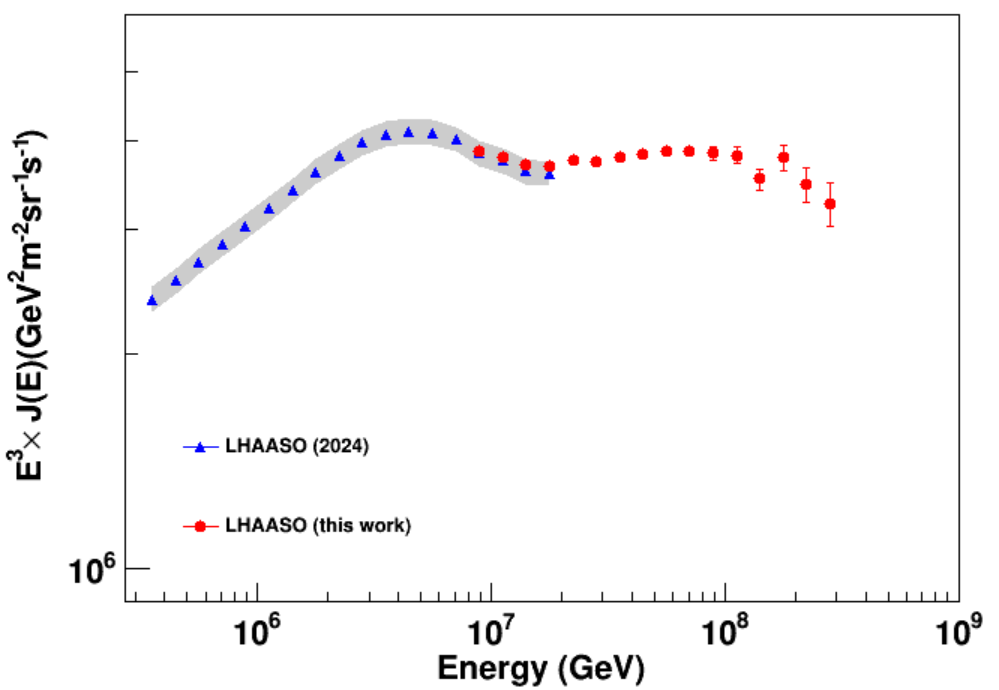 E³× J(E)(GeV²m⁻²sr⁻¹s⁻¹)
LHAASO (2024)
LHAASO (this work)
10⁶
10⁶ 10⁷ 10⁸ 10⁹
Energy (GeV)